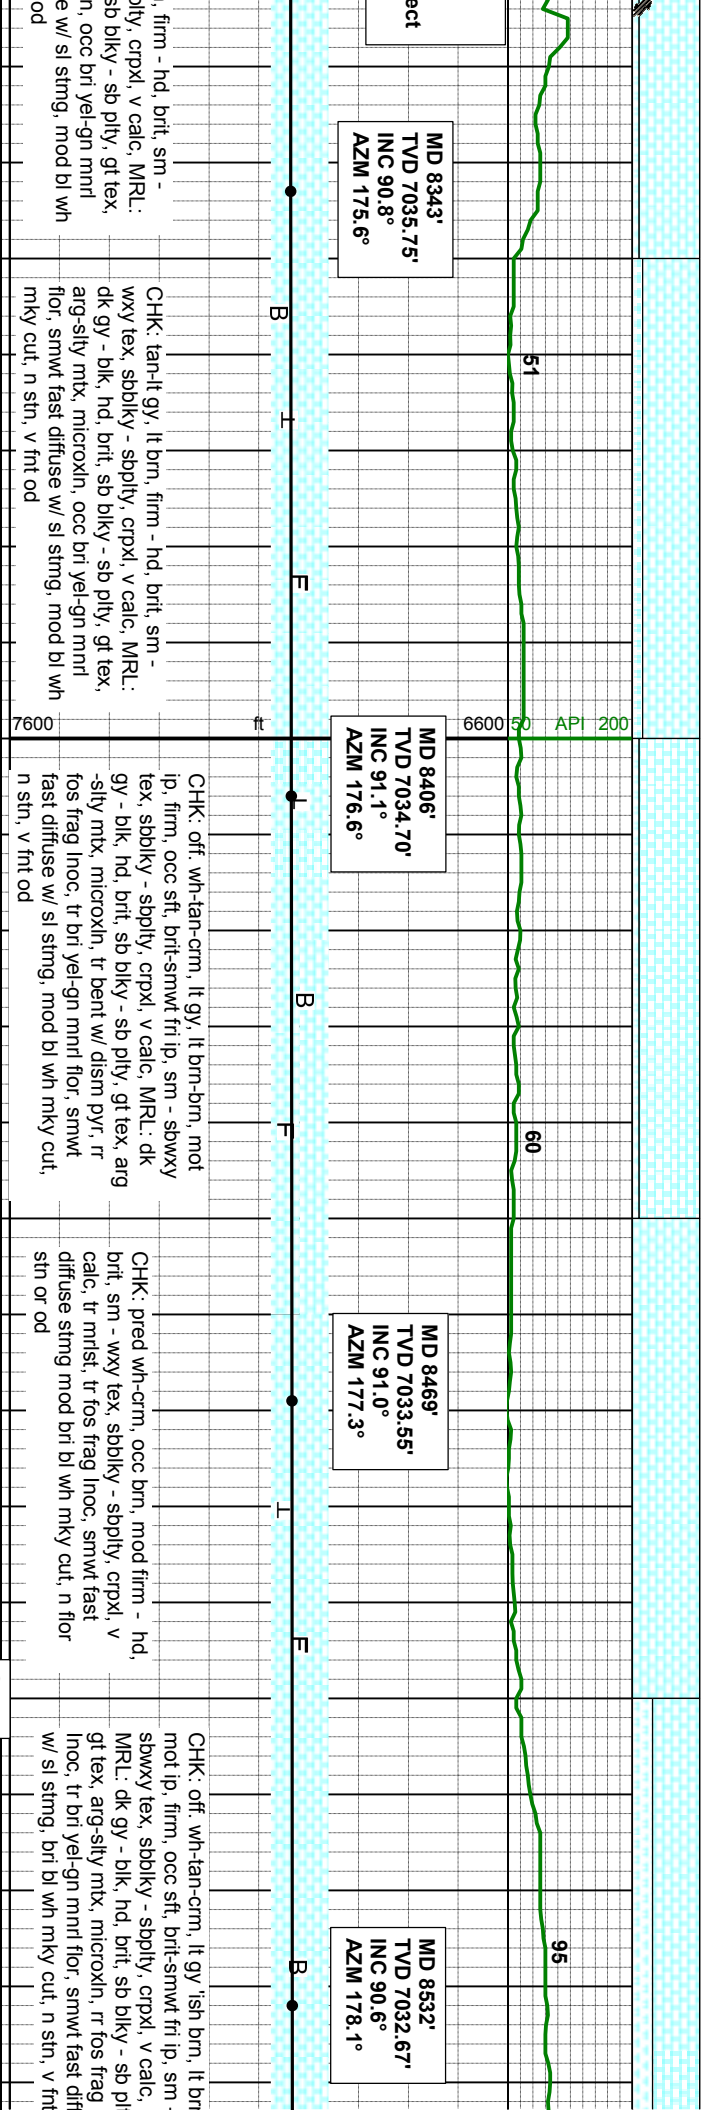 ect
MD 8343'
TVD 7035.75'
INC 90.8°
AZM 175.6°
MD 8406'
TVD 7034.70'
INC 91.1°
AZM 176.6°
MD 8469'
TVD 7033.55'
INC 91.0°
AZM 177.3°
MD 8532'
TVD 7032.67'
INC 90.6°
AZM 178.1°
51
60
95
200
API
50
6600
ft
7600
B
T
F
T
B
F
T
F
B
, firm - hd, brit, sm -
plty, crpxl, v calc, MRL:
sb blky - sb plty, gt tex,
n, occ bri yel-gn mnrl
e w/ sl stmg, mod bl wh
od
CHK: tan-lt gy, lt brn, firm - hd, brit, sm -
wxy tex, sbblky - sbplty, crpxl, v calc, MRL:
dk gy - blk, hd, brit, sb blky - sb plty, gt tex,
arg-slty mtx, microxln, occ bri yel-gn mnrl
flor, smwt fast diffuse w/ sl stmg, mod bl wh
mky cut, n stn, v fnt od
CHK: off. wh-tan-crm, lt gy, lt brn-brn, mot
ip, firm, occ sft, brit-smwt fri ip, sm - sbwxy
tex, sbblky - sbplty, crpxl, v calc, MRL: dk
gy - blk, hd, brit, sb blky - sb plty, gt tex, arg
-slty mtx, microxln, tr bent w/ dism pyr, rr
fos frag Inoc, tr bri yel-gn mnrl flor, smwt
fast diffuse w/ sl stmg, mod bl wh mky cut,
n stn, v fnt od
CHK: pred wh-crm, occ brn, mod firm - hd,
brit, sm - wxy tex, sbblky - sbplty, crpxl, v
calc, tr mrlst, tr fos frag Inoc, smwt fast
diffuse stmg mod bri bl wh mky cut, n flor
stn or od
CHK: off. wh-tan-crm, lt gy 'ish brn, lt brn
mot ip, firm, occ sft, brit-smwt fri ip, sm -
sbwxy tex, sbblky - sbplty, crpxl, v calc,
MRL: dk gy - blk, hd, brit, sb blky - sb plt
gt tex, arg-slty mtx, microxln, rr fos frag
Inoc, tr bri yel-gn mnrl flor, smwt fast diff
w/ sl stmg, bri bl wh mky cut, n stn, v fnt